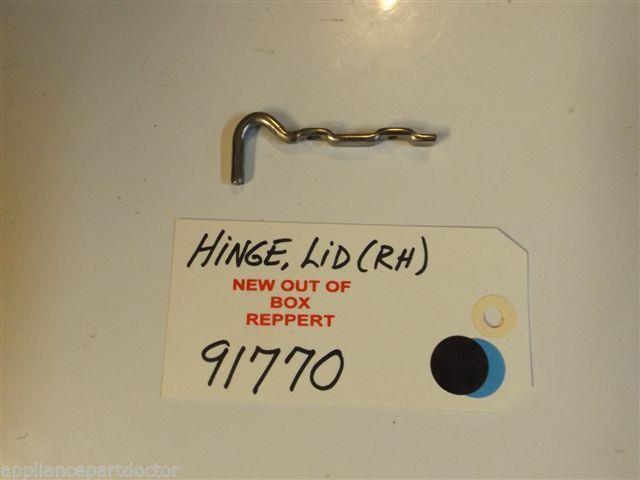 HINGE, LiD (RH)
NEW OUT OF
BOX
REPPERT
91770
appliancepartdoctor